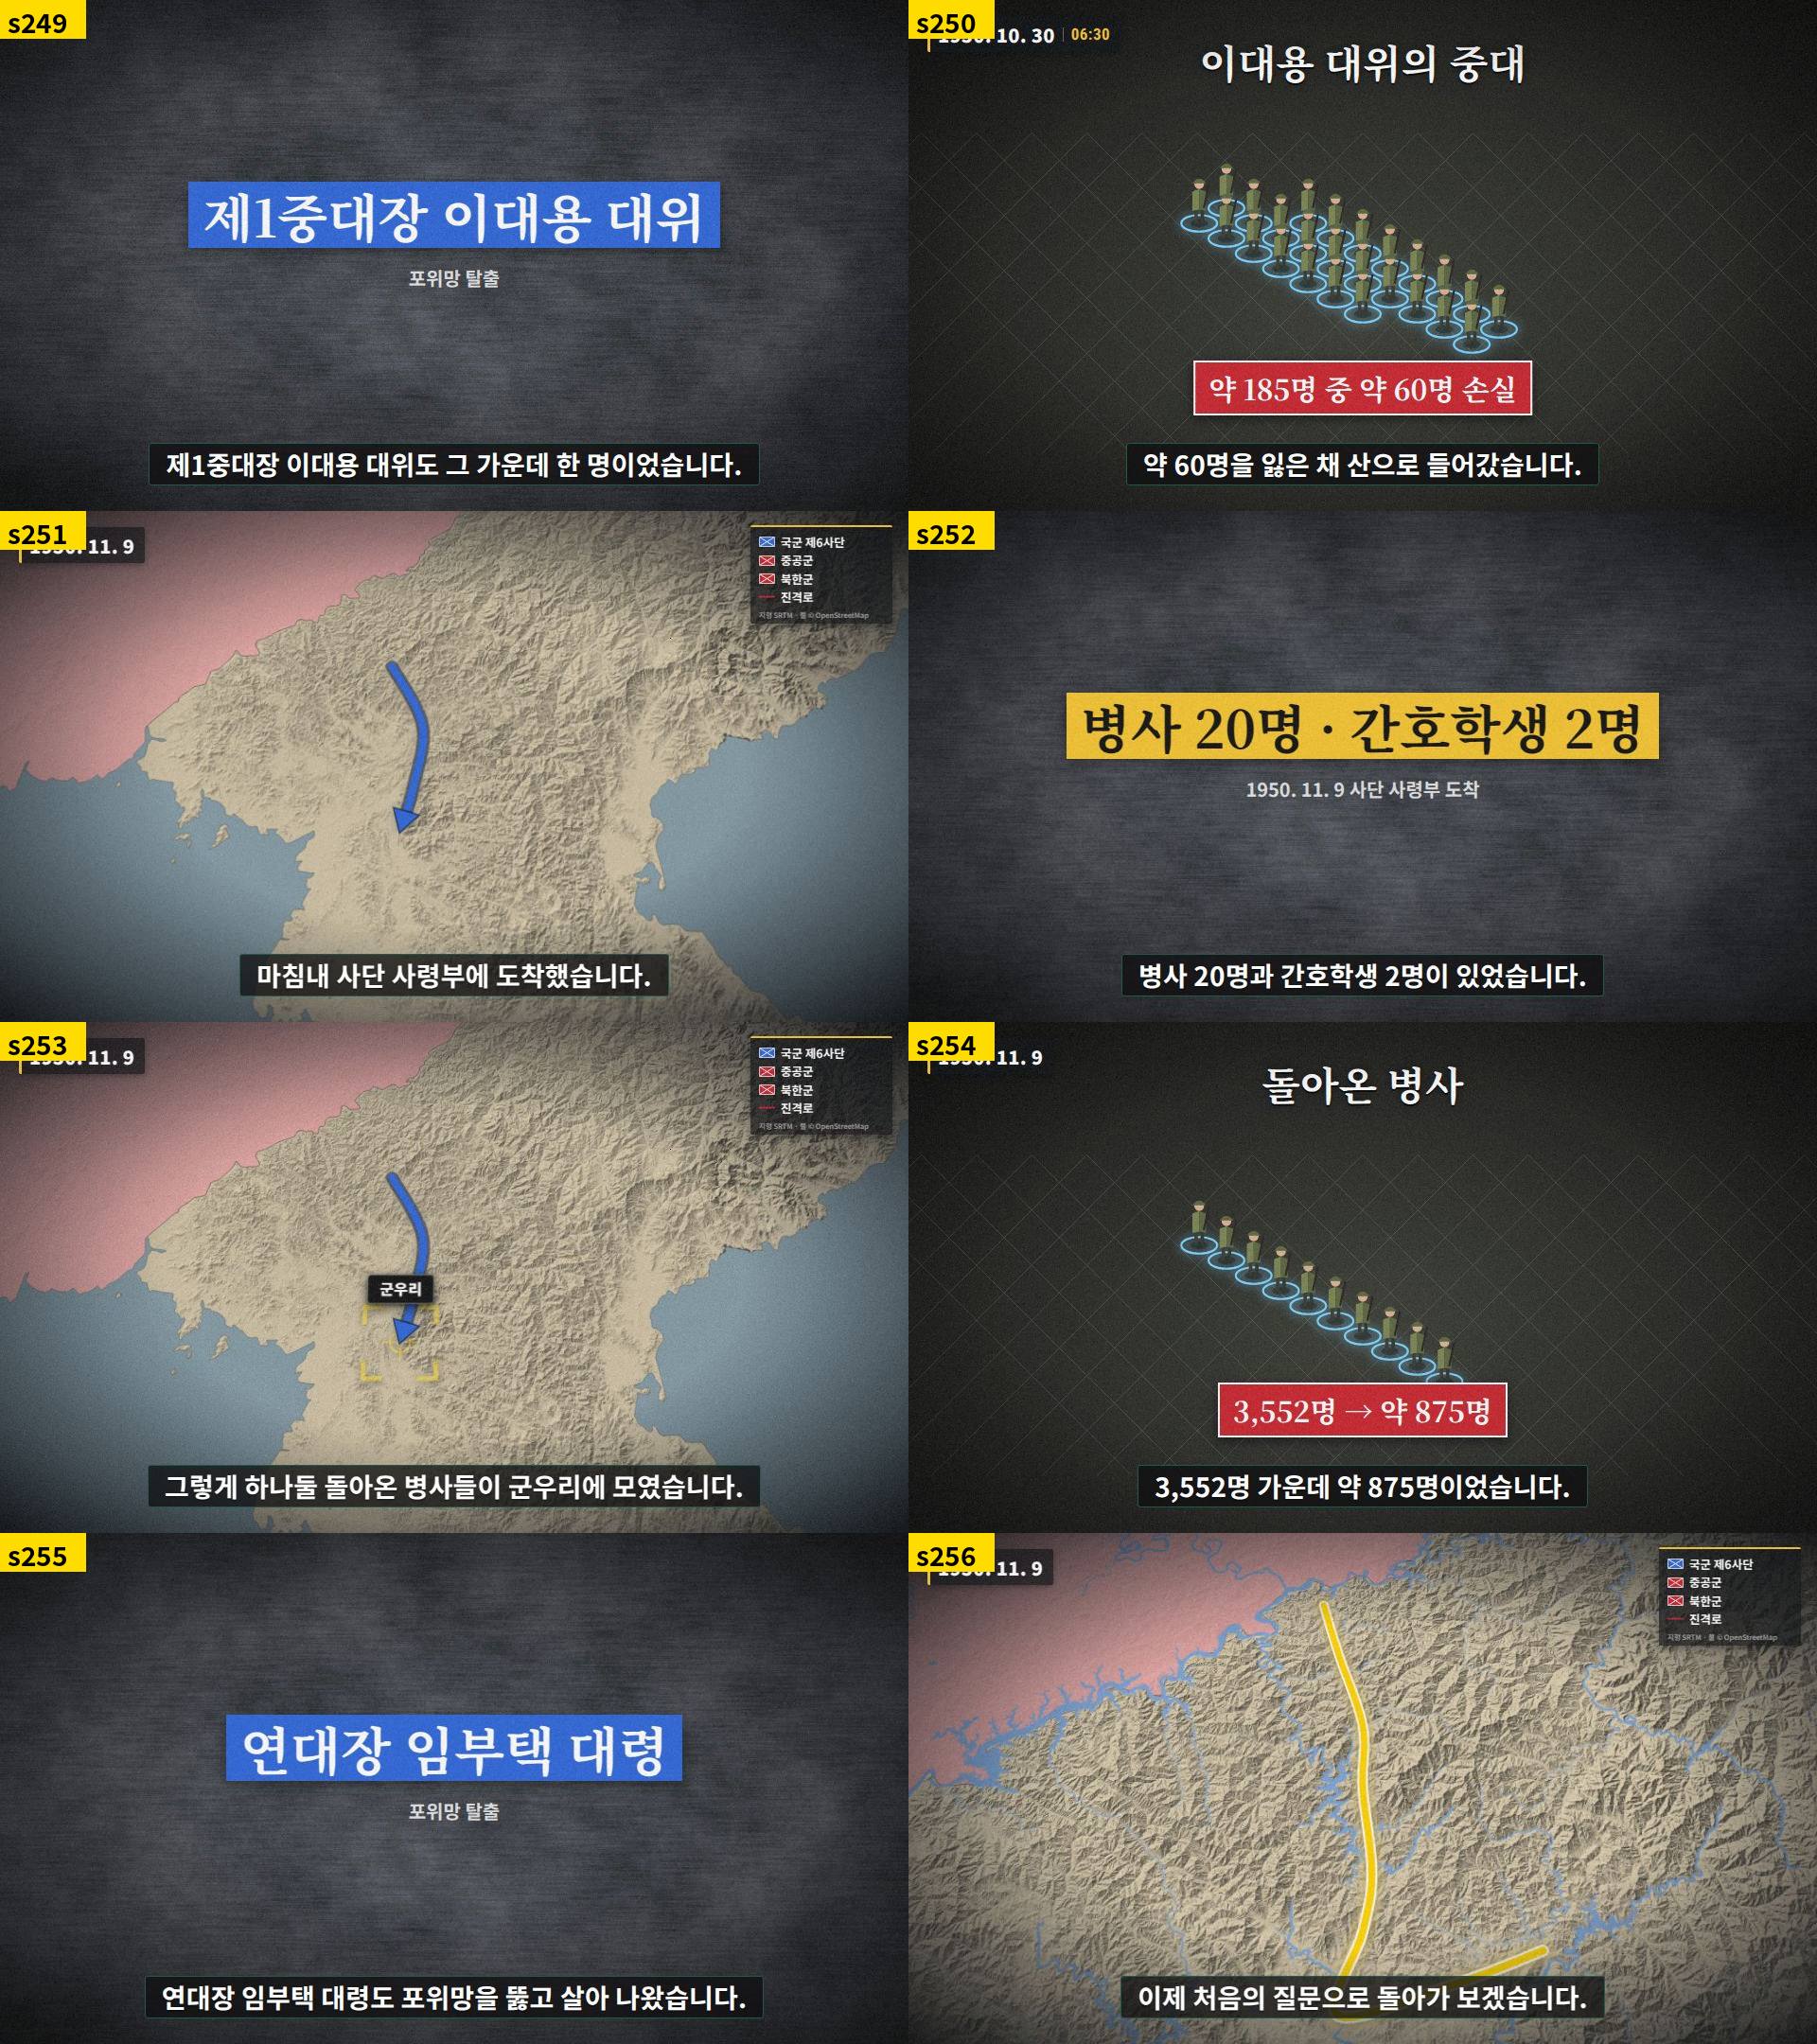 s249
제1중대장 이대용 대위
포위망 탈출
제1중대장 이대용 대위도 그 가운데 한 명이었습니다.
s250
10. 30 06:30
이대용 대위의 중대
약 185명 중 약 60명 손실
약 60명을 잃은 채 산으로 들어갔습니다.
s251
11. 9
국군 제6사단
중공군
북한군
진격로
지형 SRTM · 물 © OpenStreetMap
마침내 사단 사령부에 도착했습니다.
s252
병사 20명 · 간호학생 2명
1950. 11. 9 사단 사령부 도착
병사 20명과 간호학생 2명이 있었습니다.
s253
11. 9
국군 제6사단
중공군
북한군
진격로
지형 SRTM · 물 © OpenStreetMap
군우리
그렇게 하나둘 돌아온 병사들이 군우리에 모였습니다.
s254
11. 9
돌아온 병사
3,552명 → 약 875명
3,552명 가운데 약 875명이었습니다.
s255
연대장 임부택 대령
포위망 탈출
연대장 임부택 대령도 포위망을 뚫고 살아 나왔습니다.
s256
11. 9
국군 제6사단
중공군
북한군
진격로
지형 SRTM · 물 © OpenStreetMap
이제 처음의 질문으로 돌아가 보겠습니다.